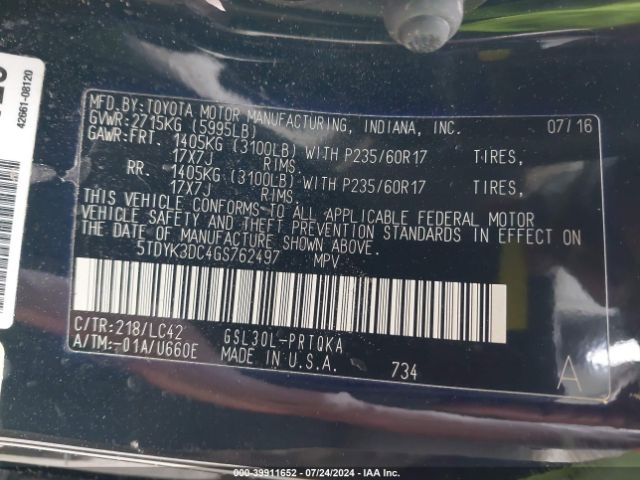 42661-08120
MFD.BY:TOYOTA MOTOR MANUFACTURING, INDIANA, INC. 07/16
GVWR:2715KG (5995LB)
GAWR:FRT. 1405KG (3100LB) WITH P235/60R17 TIRES,
17X7J RIMS
RR. 1405KG (3100LB) WITH P235/60R17 TIRES,
17X7J RIMS
THIS VEHICLE CONFORMS TO ALL APPLICABLE FEDERAL MOTOR
VEHICLE SAFETY AND THEFT PREVENTION STANDARDS IN EFFECT ON
THE DATE OF MANUFACTURE SHOWN ABOVE.
5TDYK3DC4GS762497 MPV
C/TR:218/LC42 GSL30L-PRTQKA
A/TM:-01A/U660E MADE IN U.S.A. 734
A
000-39911652 - 07/24/2024 - IAA Inc.